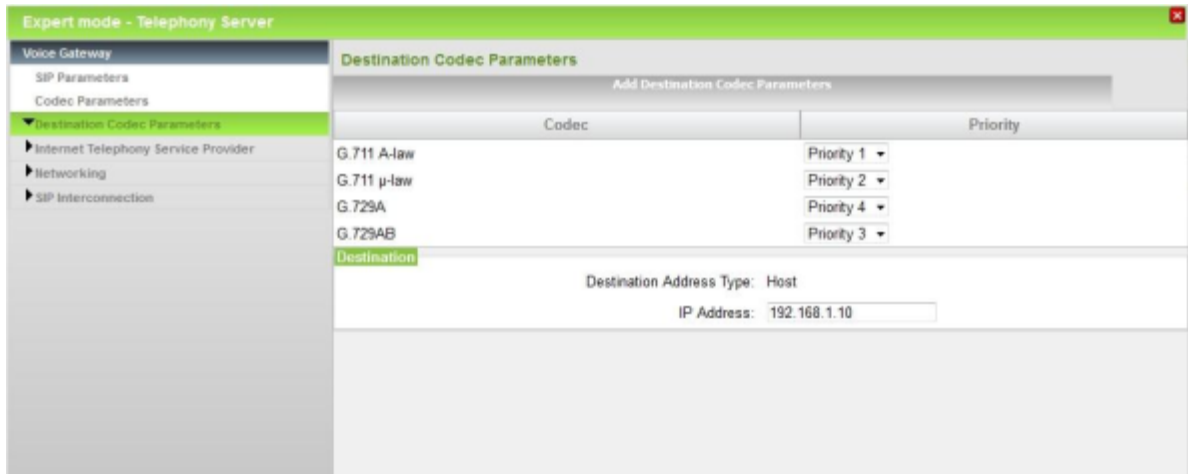 Expert mode - Telephony Server
Voice Gateway
SIP Parameters
Codec Parameters
Destination Codec Parameters
Internet Telephony Service Provider
Networking
SIP Interconnection
Destination Codec Parameters
Add Destination Codec Parameters
Codec Priority
G.711 A-law Priority 1
G.711 µ-law Priority 2
G.729A Priority 4
G.729AB Priority 3
Destination
Destination Address Type: Host
IP Address: 192.168.1.10